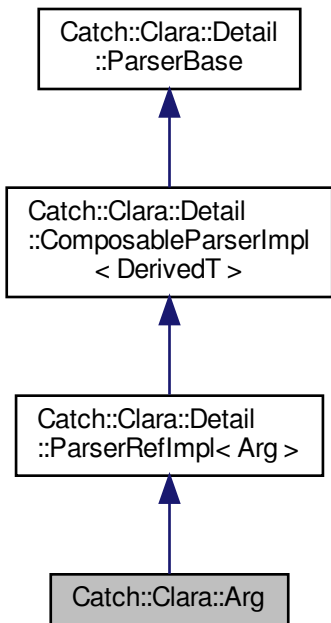 Catch::Clara::Detail
::ParserBase
Catch::Clara::Detail
::ComposableParserImpl
< DerivedT >
Catch::Clara::Detail
::ParserRefImpl< Arg >
Catch::Clara::Arg